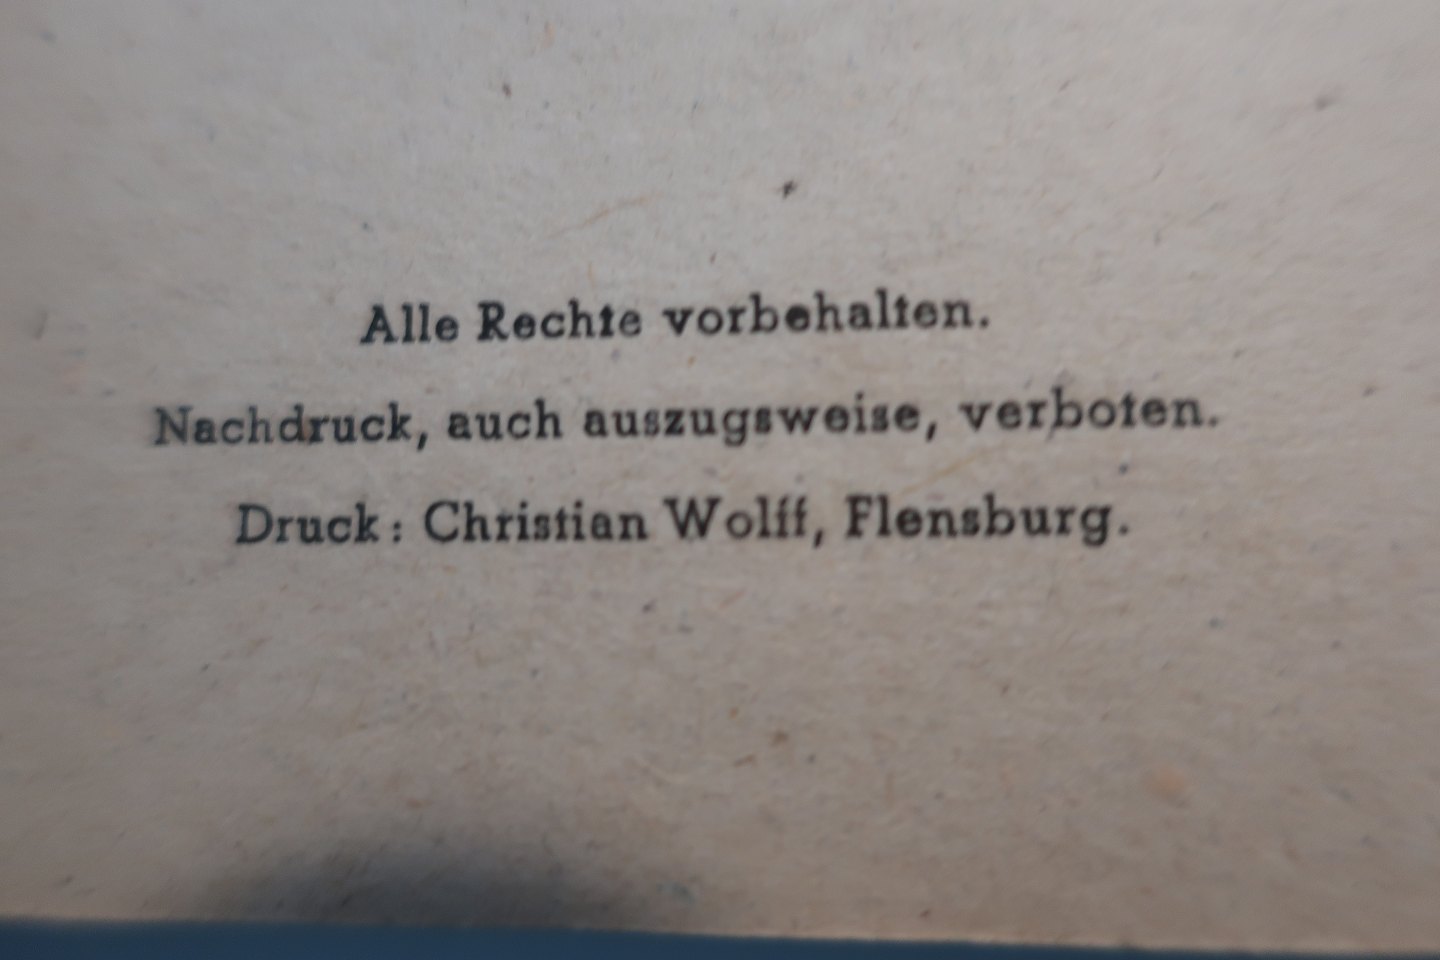 Alle Rechte vorbehalten.
Nachdruck, auch auszugsweise, verboten.
Druck: Christian Wolff, Flensburg.